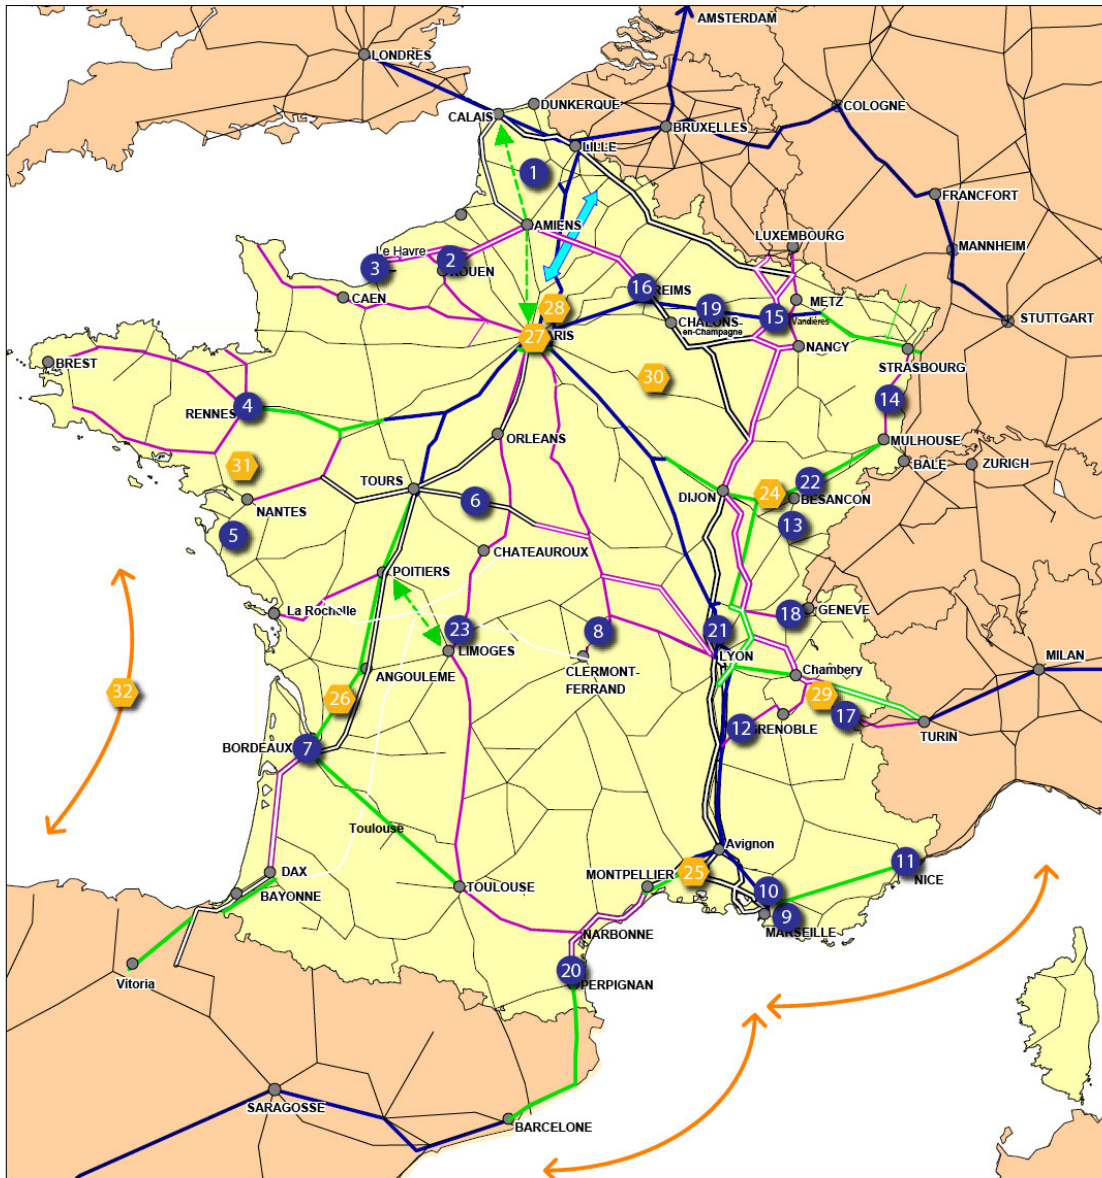 AMSTERDAM
LONDRES
DUNKERQUE
COLOGNE
CALAIS
BRUXELLES
LILLE
1
FRANCFORT
AMIENS
LUXEMBOURG
MANNHEIM
Le Havre
2
3
ROUEN
16
REIMS
CAEN
28
19
METZ
15
Vandières
STUTTGART
CHALONS-
en-Champagne
27
PARIS
NANCY
BREST
STRASBOURG
30
4
14
RENNES
ORLEANS
MULHOUSE
31
BALE
ZURICH
TOURS
22
24
DIJON
BESANCON
6
NANTES
13
5
CHATEAUROUX
POITIERS
La Rochelle
GENEVE
18
23
8
21
LIMOGES
LYON
MILAN
CLERMONT-
FERRAND
ANGOULEME
Chambery
32
26
29
17
TURIN
12
GRENOBLE
BORDEAUX
7
Toulouse
Avignon
11
DAX
MONTPELLIER
25
NICE
BAYONNE
TOULOUSE
10
9
MARSEILLE
NARBONNE
20
Vitoria
PERPIGNAN
SARAGOSSE
BARCELONE